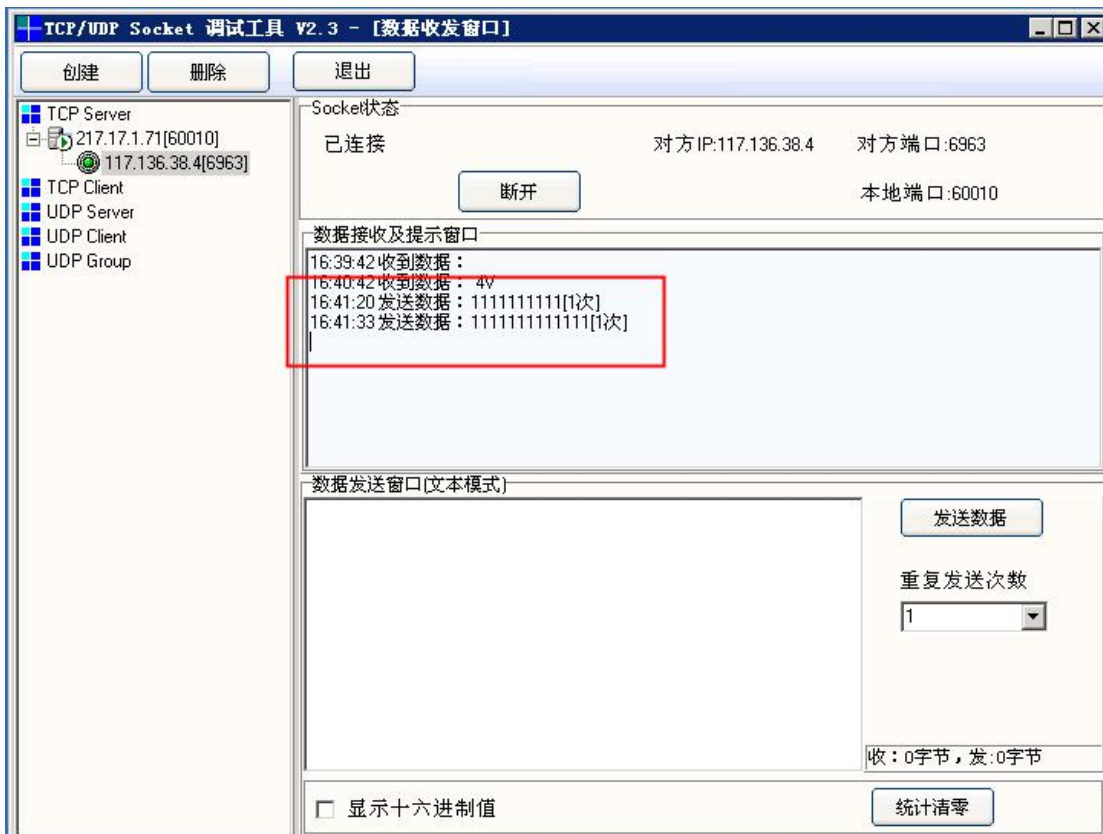 TCP/UDP Socket 调试工具 V2.3 - [数据收发窗口]
创建 删除 退出
TCP Server
217.17.1.71[60010]
117.136.38.4[6963]
TCP Client
UDP Server
UDP Client
UDP Group
Socket状态
已连接 对方IP:117.136.38.4 对方端口:6963
断开 本地端口:60010
数据接收及提示窗口
16:39:42 收到数据:
16:40:42 收到数据: 4V
16:41:20 发送数据:1111111111[1次]
16:41:33 发送数据:1111111111111[1次]
数据发送窗口(文本模式)
发送数据
重复发送次数
1
收:0字节,发:0字节
显示十六进制值 统计清零